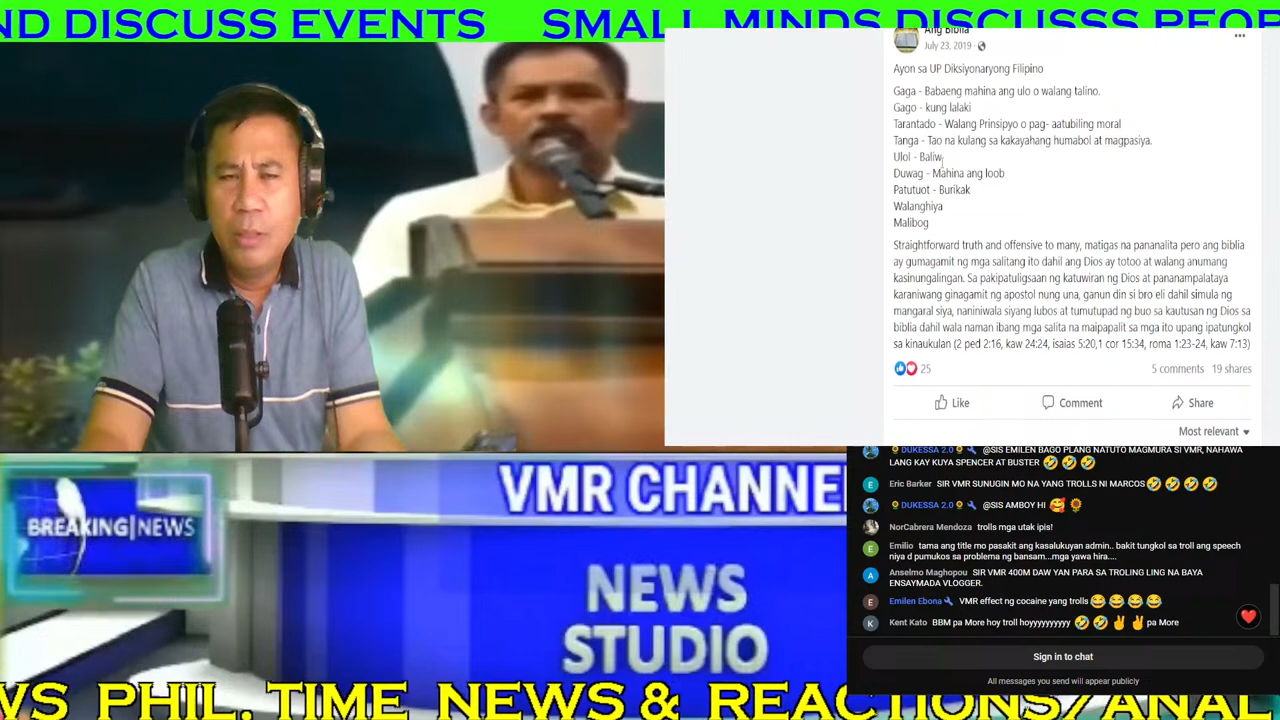 ND DISCUSS EVENTS SMALL MINDS DISCUSSS PEOP
Ang Biblia
July 23, 2019
Ayon sa UP Diksiyonaryong Filipino
Gaga - Babaeng mahina ang ulo o walang talino.
Gago - kung lalaki
Tarantado - Walang Prinsipyo o pag- aatubiling moral
Tanga - Tao na kulang sa kakayahang humabol at magpasiya.
Ulol - Baliw
Duwag - Mahina ang loob
Patutuot - Burikak
Walanghiya
Malibog
Straightforward truth and offensive to many, matigas na pananalita pero ang biblia
ay gumagamit ng mga salitang ito dahil ang Dios ay totoo at walang anumang
kasinungalingan. Sa pakipatuligsaan ng katuwiran ng Dios at pananampalataya
karaniwang ginagamit ng apostol nung una, ganun din si bro eli dahil simula ng
mangaral siya, naniniwala siyang lubos at tumutupad ng buo sa kautusan ng Dios sa
biblia dahil wala naman ibang mga salita na maipapalit sa mga ito upang ipatungkol
sa kinaukulan (2 ped 2:16, kaw 24:24, isaias 5:20,1 cor 15:34, roma 1:23-24, kaw 7:13)
25
5 comments 19 shares
Like Comment Share
Most relevant
DUKESSA 2.0 @SIS EMILEN BAGO PLANG NATUTO MAGMURA SI VMR, NAHAWA
LANG KAY KUYA SPENCER AT BUSTER 🤣🤣🤣
Eric Barker SIR VMR SUNUGIN MO NA YANG TROLLS NI MARCOS🤣🤣🤣🤣
DUKESSA 2.0 @SIS AMBOY HI 🥰🌻
NorCabrera Mendoza trolls mga utak ipis!
Emilio tama ang title mo pasakit ang kasalukuyan admin.. bakit tungkol sa troll ang speech
niya d pumukos sa problema ng bansam...mga yawa hira....
Anselmo Maghopou SIR VMR 400M DAW YAN PARA SA TROLING LING NA BAYA
ENSAYMADA VLOGGER.
Emilen Ebona VMR effect ng cocaine yang trolls😂😂😂😂
Kent Kato BBM pa More hoy troll hoyyyyyyyyy 🤣🤣✌✌ pa More
Sign in to chat
All messages you send will appear publicly
BREAKING|NEWS
VMR CHANNE
NEWS
STUDIO
WS PHIL. TIME NEWS & REACTIONS/ANAL